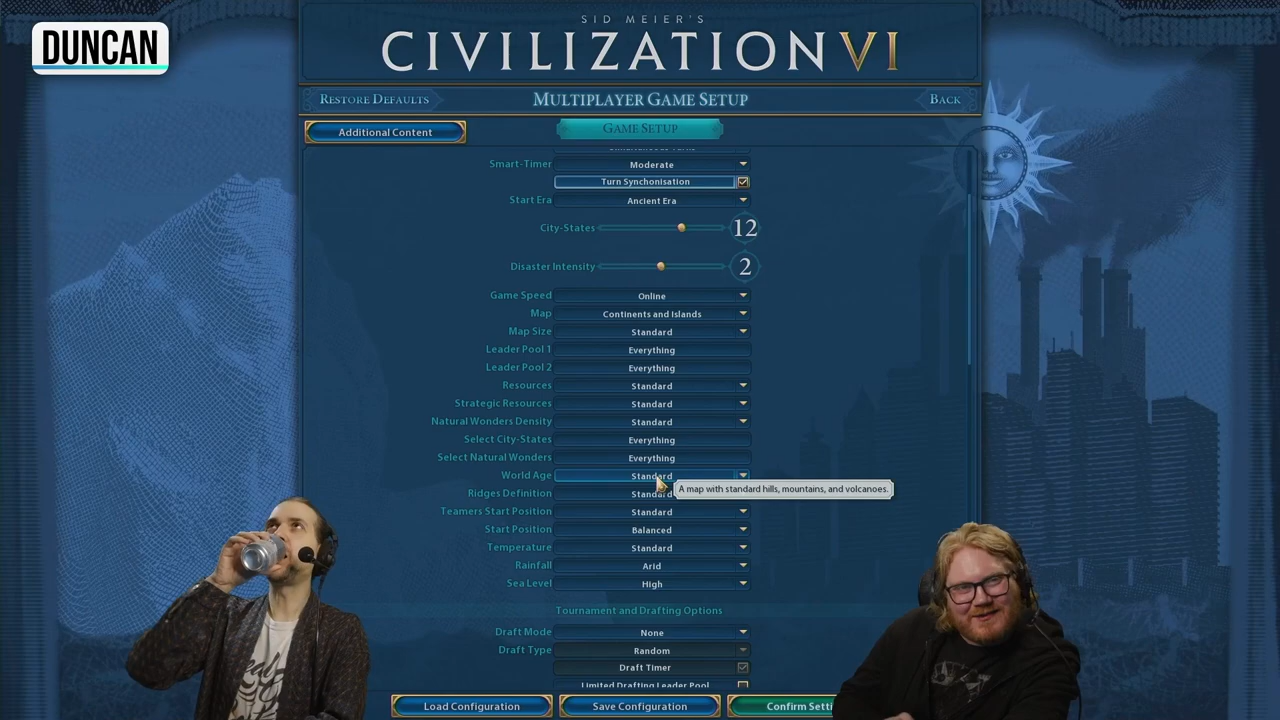 DUNCAN
SID MEIER'S
CIVILIZATION VI
RESTORE DEFAULTS
MULTIPLAYER GAME SETUP
BACK
Additional Content
GAME SETUP
Simultaneous Turns
Smart-Timer Moderate
Turn Synchronisation
Start Era Ancient Era
City-States 12
Disaster Intensity 2
Game Speed Online
Map Continents and Islands
Map Size Standard
Leader Pool 1 Everything
Leader Pool 2 Everything
Resources Standard
Strategic Resources Standard
Natural Wonders Density Standard
Select City-States Everything
Select Natural Wonders Everything
World Age Standard
A map with standard hills, mountains, and volcanoes.
Ridges Definition Standard
Teamers Start Position Standard
Start Position Balanced
Temperature Standard
Rainfall Arid
Sea Level High
Tournament and Drafting Options
Draft Mode None
Draft Type Random
Draft Timer
Limited Drafting Leader Pool
Load Configuration
Save Configuration
Confirm Setti